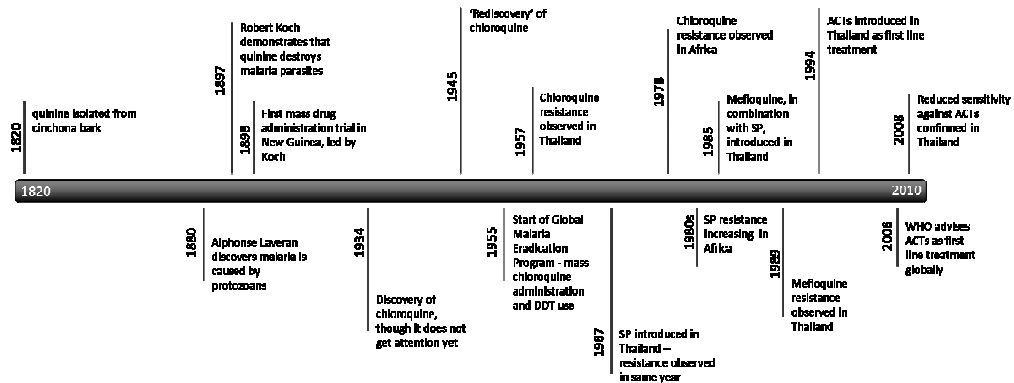 1820
quinine isolated from
cinchona bark
1897
Robert Koch
demonstrates that
quinine destroys
malaria parasites
1898
First mass drug
administration trial in
New Guinea, led by
Koch
1945
‘Rediscovery’ of
chloroquine
1957
Chloroquine
resistance
observed in
Thailand
1978
Chloroquine
resistance observed
in Africa
1985
Mefloquine, in
combination
with SP,
introduced in
Thailand
1994
ACTs introduced in
Thailand as first line
treatment
2008
Reduced sensitivity
against ACTs
confirmed in
Thailand
1820
2010
1880
Alphonse Laveran
discovers malaria is
caused by
protozoans
1934
Discovery of
chloroquine,
though it does not
get attention yet
1955
Start of Global
Malaria
Eradication
Program - mass
chloroquine
administration
and DDT use
1967
SP introduced in
Thailand –
resistance observed
in same year
1980s
SP resistance
increasing in
Africa
1989
Mefloquine
resistance
observed in
Thailand
2006
WHO advises
ACTs as first
line treatment
globally